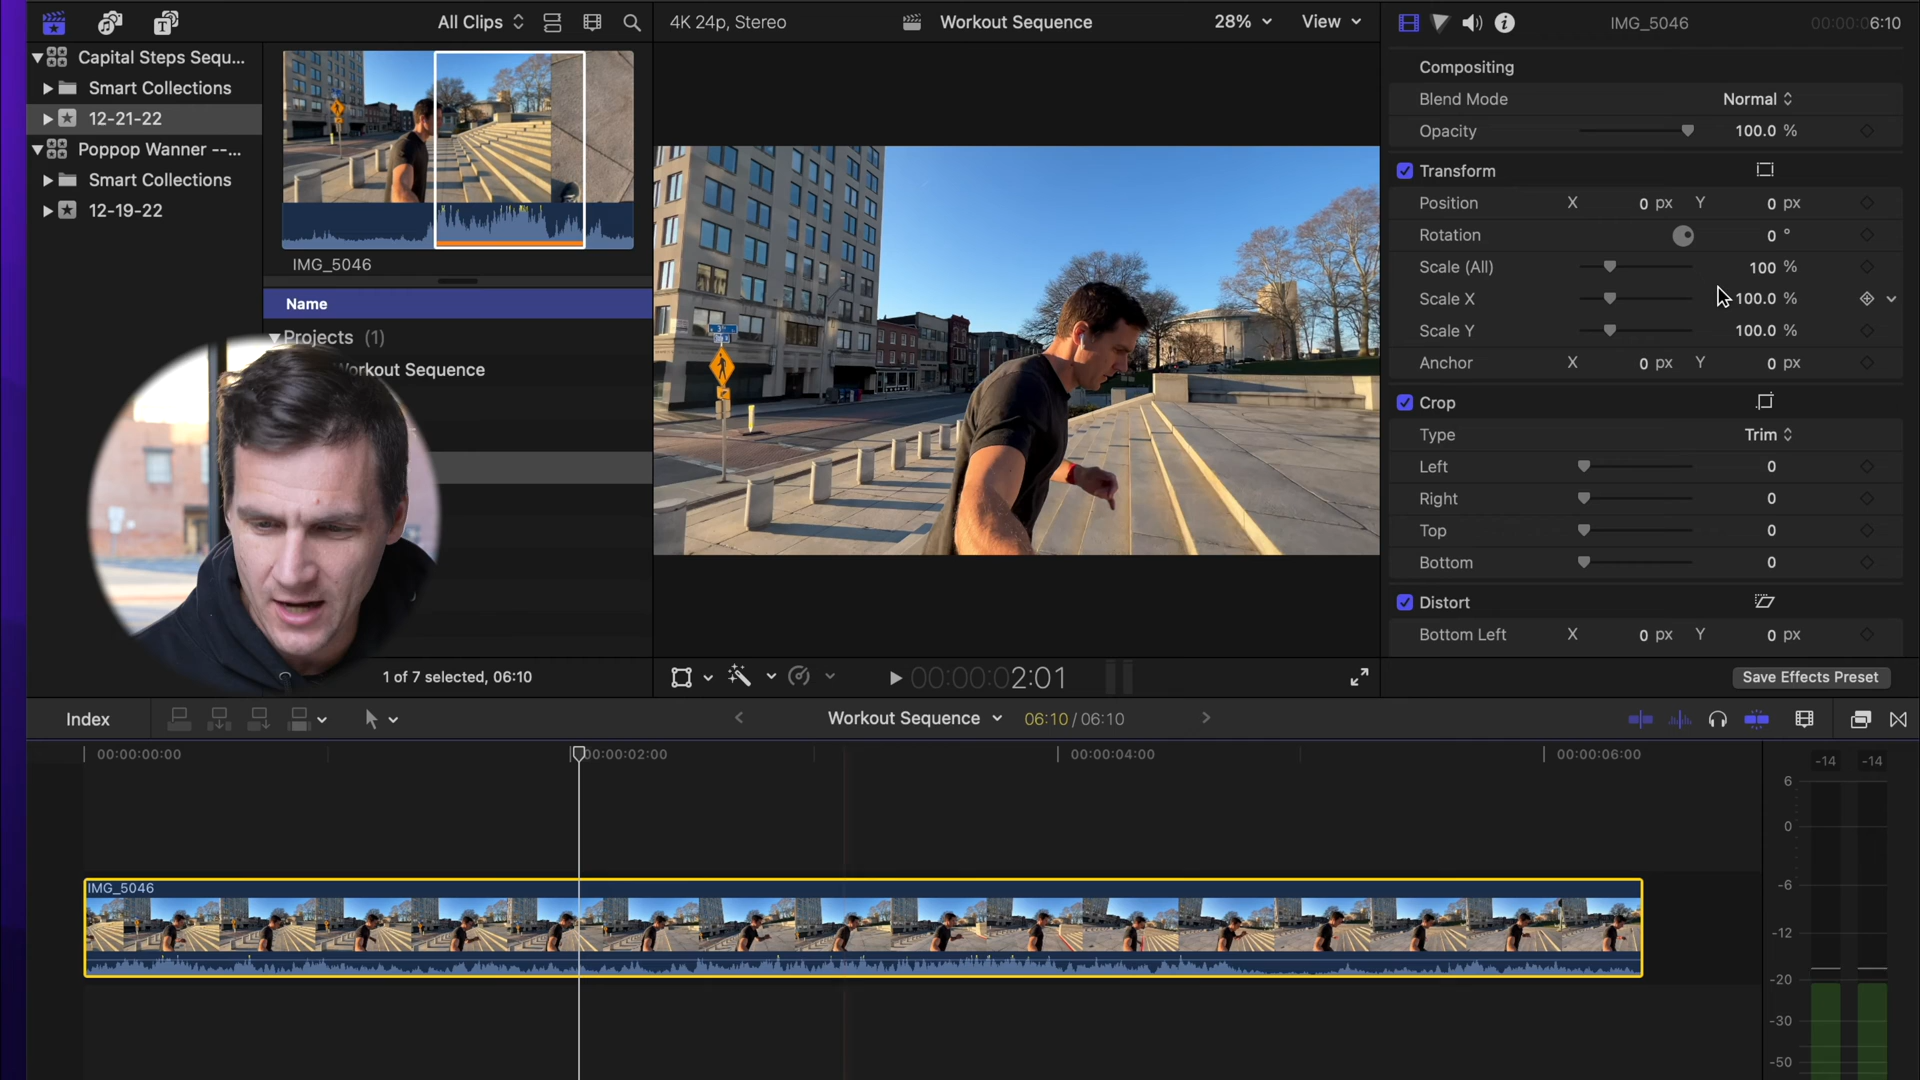 All Clips
4K 24p, Stereo
Workout Sequence
28%
View
IMG_5046
00:00:06:10
Capital Steps Sequ...
Smart Collections
12-21-22
Poppop Wanner --...
Smart Collections
12-19-22
IMG_5046
Name
Projects (1)
Workout Sequence
1 of 7 selected, 06:10
00:00:00:02:01
Compositing
Blend Mode
Normal
Opacity
100.0 %
Transform
Position X 0 px Y 0 px
Rotation 0 °
Scale (All) 100 %
Scale X 100.0 %
Scale Y 100.0 %
Anchor X 0 px Y 0 px
Crop
Type Trim
Left 0
Right 0
Top 0
Bottom 0
Distort
Bottom Left X 0 px Y 0 px
Save Effects Preset
Index
Workout Sequence
06:10 / 06:10
00:00:00:00
00:00:02:00
00:00:04:00
00:00:06:00
IMG_5046
-14 -14
6
0
-6
-12
-20
-30
-50